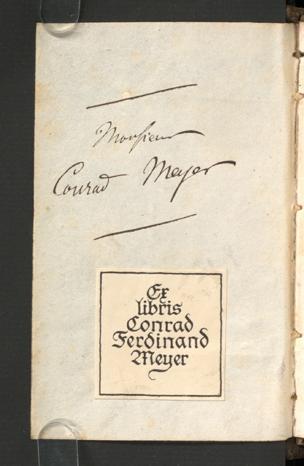 Monsieur
Conrad Meyer
Ex
libris
Conrad
Ferdinand
Meyer